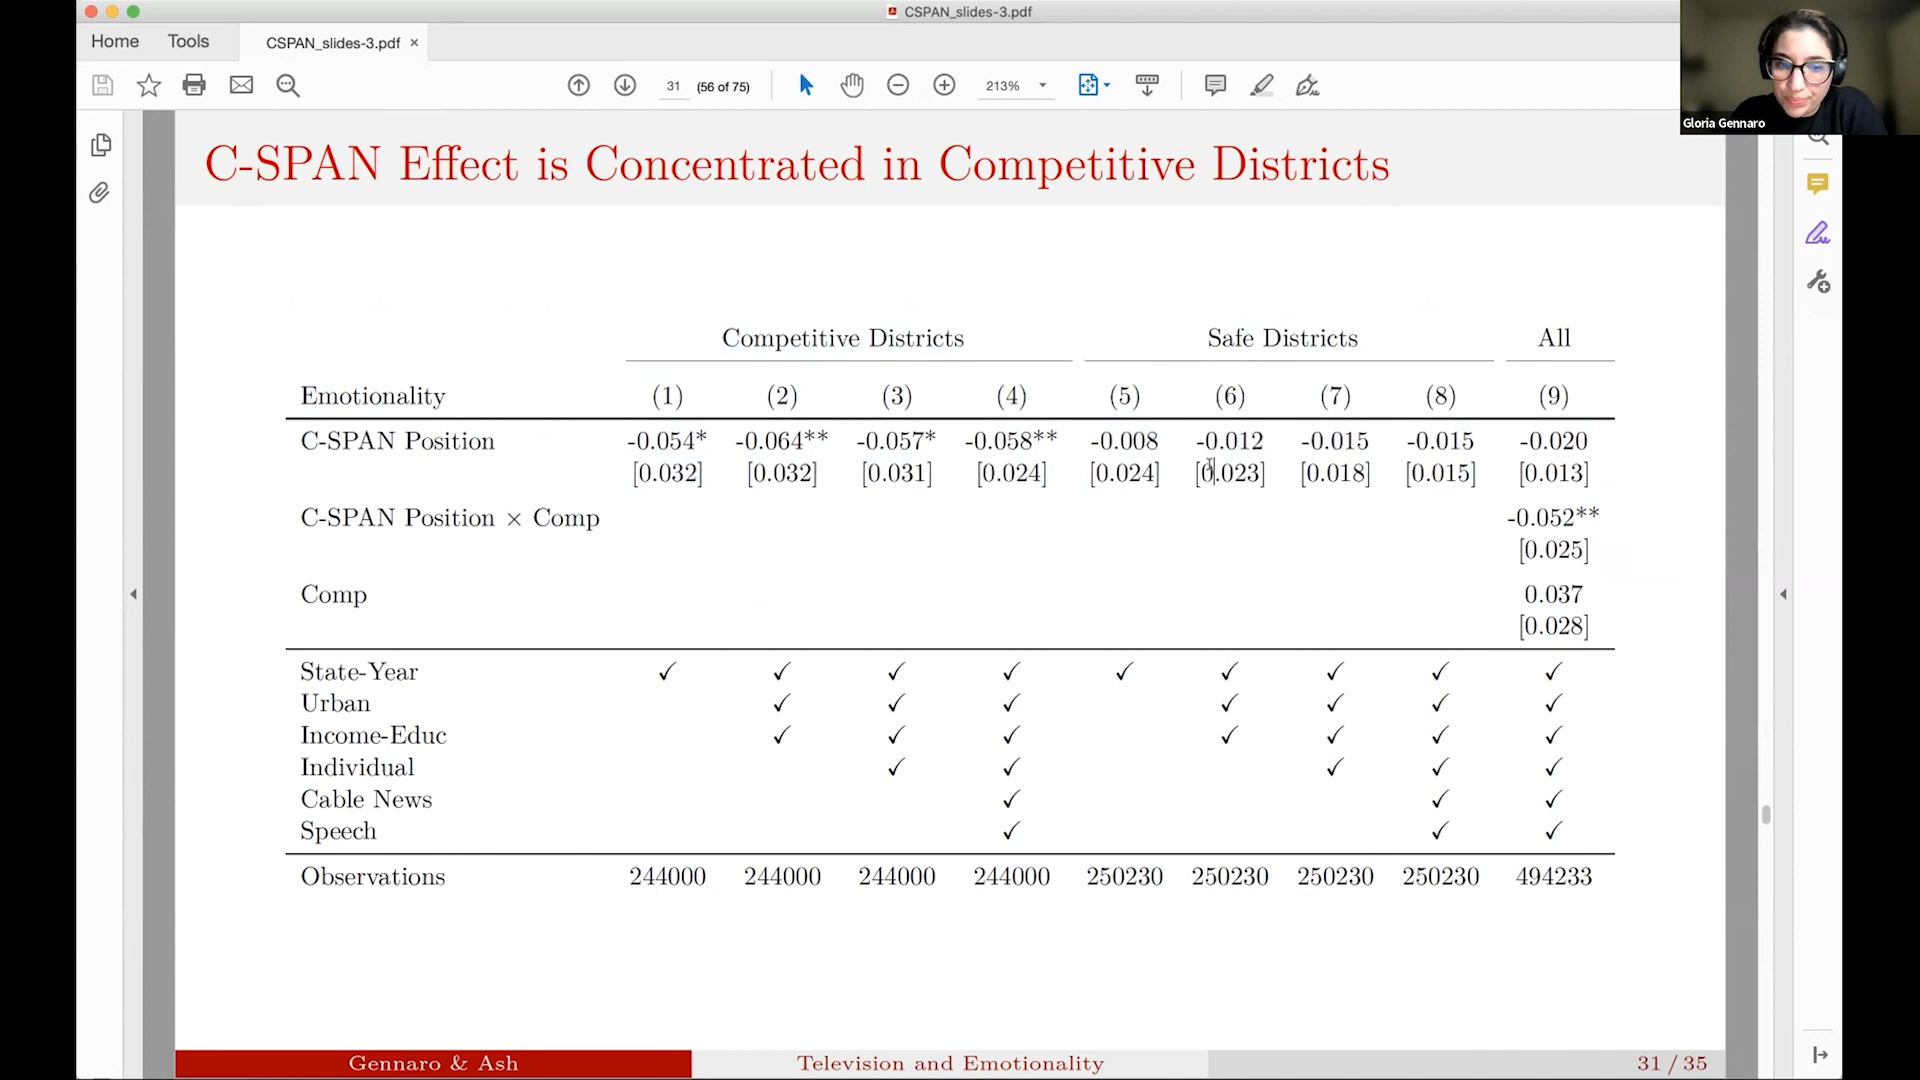 CSPAN_slides-3.pdf
Home Tools CSPAN_slides-3.pdf ×
31 (56 of 75) 213%
Gloria Gennaro
C-SPAN Effect is Concentrated in Competitive Districts
Competitive Districts Safe Districts All
Emotionality (1) (2) (3) (4) (5) (6) (7) (8) (9)
C-SPAN Position -0.054* -0.064** -0.057* -0.058** -0.008 -0.012 -0.015 -0.015 -0.020
[0.032] [0.032] [0.031] [0.024] [0.024] [0.023] [0.018] [0.015] [0.013]
C-SPAN Position × Comp -0.052**
[0.025]
Comp 0.037
[0.028]
State-Year ✓ ✓ ✓ ✓ ✓ ✓ ✓ ✓ ✓
Urban ✓ ✓ ✓ ✓ ✓ ✓ ✓
Income-Educ ✓ ✓ ✓ ✓ ✓ ✓ ✓
Individual ✓ ✓ ✓ ✓ ✓
Cable News ✓ ✓ ✓
Speech ✓ ✓ ✓
Observations 244000 244000 244000 244000 250230 250230 250230 250230 494233
Gennaro & Ash Television and Emotionality 31 / 35